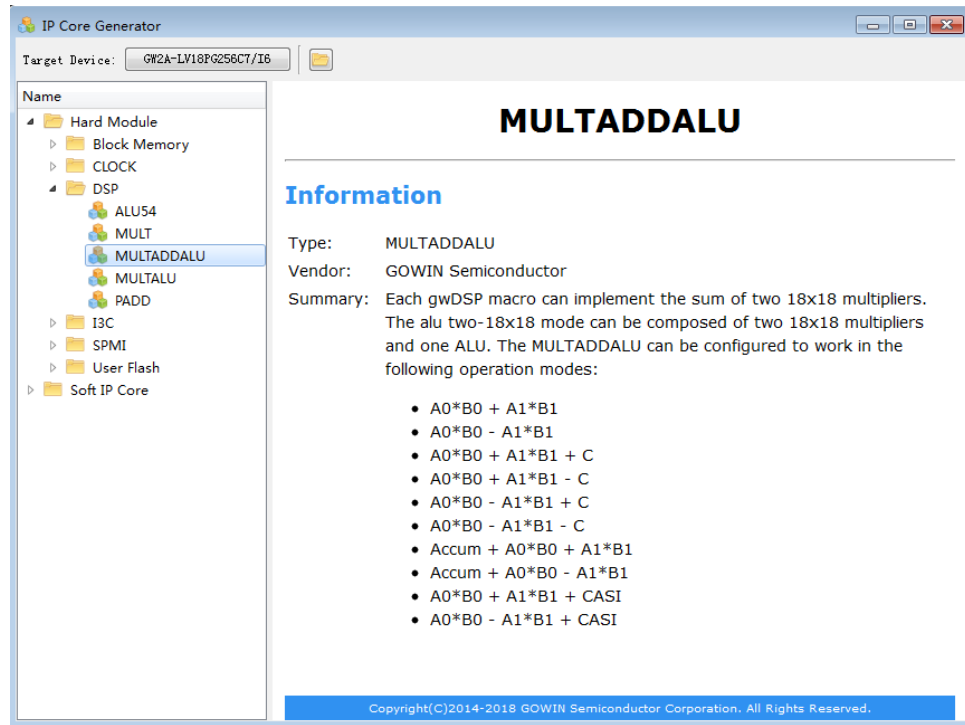 IP Core Generator
Target Device: GW2A-LV18PG256C7/I6
Name
Hard Module
Block Memory
CLOCK
DSP
ALU54
MULT
MULTADDALU
MULTALU
PADD
I3C
SPMI
User Flash
Soft IP Core
MULTADDALU
Information
Type: MULTADDALU
Vendor: GOWIN Semiconductor
Summary: Each gwDSP macro can implement the sum of two 18x18 multipliers.
The alu two-18x18 mode can be composed of two 18x18 multipliers
and one ALU. The MULTADDALU can be configured to work in the
following operation modes:
• A0*B0 + A1*B1
• A0*B0 - A1*B1
• A0*B0 + A1*B1 + C
• A0*B0 + A1*B1 - C
• A0*B0 - A1*B1 + C
• A0*B0 - A1*B1 - C
• Accum + A0*B0 + A1*B1
• Accum + A0*B0 - A1*B1
• A0*B0 + A1*B1 + CASI
• A0*B0 - A1*B1 + CASI
Copyright(C)2014-2018 GOWIN Semiconductor Corporation. All Rights Reserved.